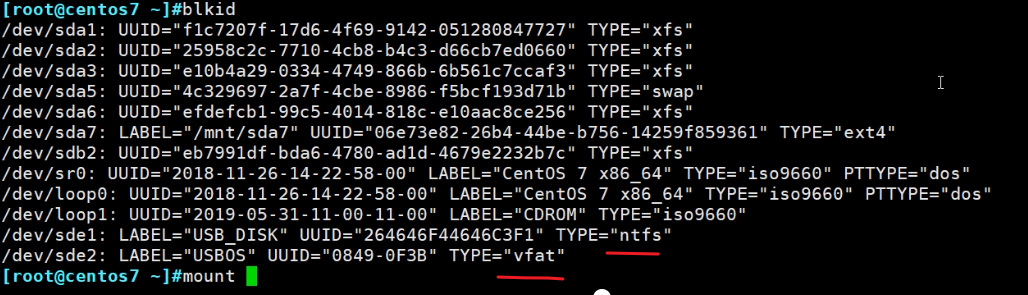 [root@centos7 ~]#blkid
/dev/sda1: UUID="f1c7207f-17d6-4f69-9142-051280847727" TYPE="xfs"
/dev/sda2: UUID="25958c2c-7710-4cb8-b4c3-d66cb7ed0660" TYPE="xfs"
/dev/sda3: UUID="e10b4a29-0334-4749-866b-6b561c7ccaf3" TYPE="xfs"
/dev/sda5: UUID="4c329697-2a7f-4cbe-8986-f5bcf193d71b" TYPE="swap"
/dev/sda6: UUID="efdefcb1-99c5-4014-818c-e10aac8ce256" TYPE="xfs"
/dev/sda7: LABEL="/mnt/sda7" UUID="06e73e82-26b4-44be-b756-14259f859361" TYPE="ext4"
/dev/sdb2: UUID="eb7991df-bda6-4780-ad1d-4679e2232b7c" TYPE="xfs"
/dev/sr0: UUID="2018-11-26-14-22-58-00" LABEL="CentOS 7 x86_64" TYPE="iso9660" PTTYPE="dos"
/dev/loop0: UUID="2018-11-26-14-22-58-00" LABEL="CentOS 7 x86_64" TYPE="iso9660" PTTYPE="dos"
/dev/loop1: UUID="2019-05-31-11-00-11-00" LABEL="CDROM" TYPE="iso9660"
/dev/sde1: LABEL="USB_DISK" UUID="264646F44646C3F1" TYPE="ntfs"
/dev/sde2: LABEL="USBOS" UUID="0849-0F3B" TYPE="vfat"
[root@centos7 ~]#mount